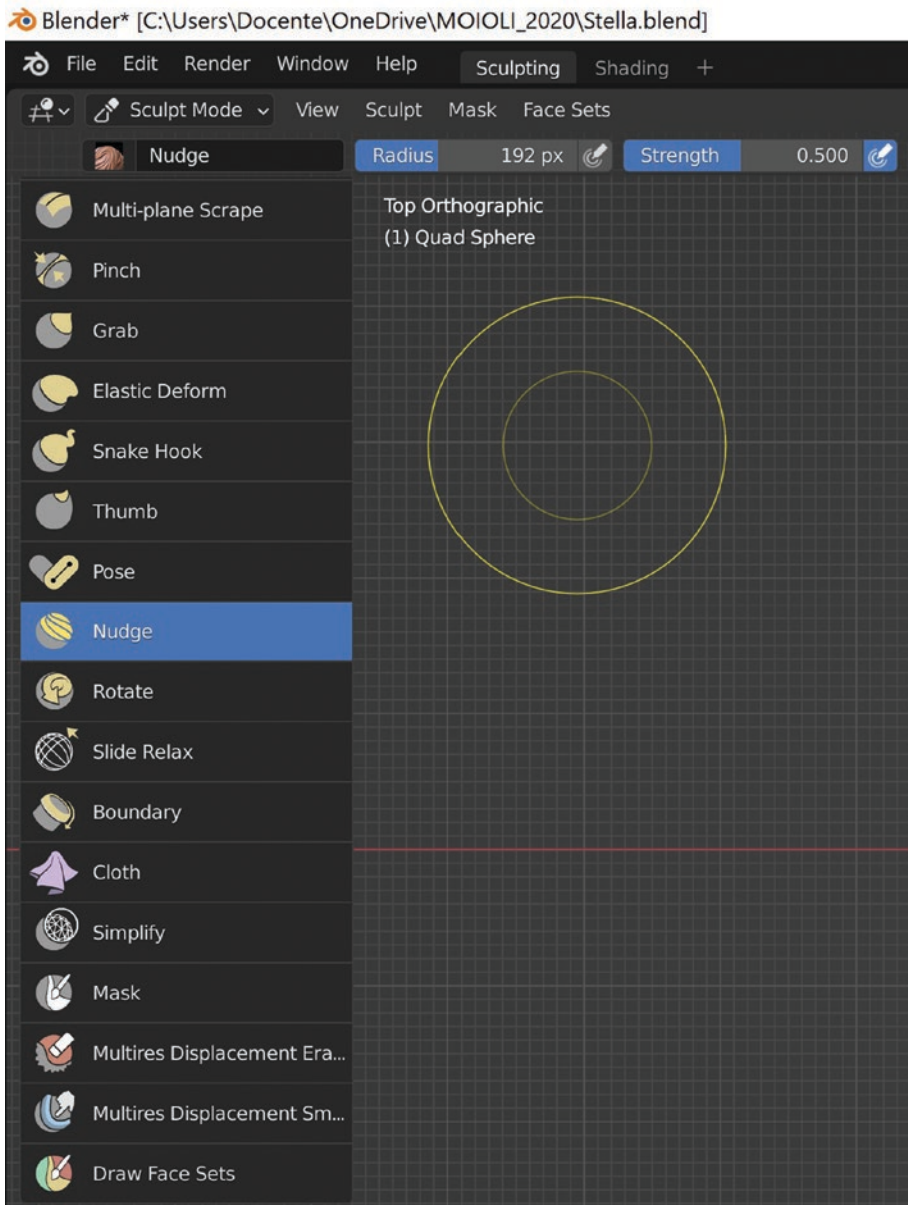 Blender* [C:\Users\Docente\OneDrive\MOIOLI_2020\Stella.blend]
File Edit Render Window Help Sculpting Shading +
Sculpt Mode View Sculpt Mask Face Sets
Nudge Radius 192 px Strength 0.500
Multi-plane Scrape
Top Orthographic
(1) Quad Sphere
Pinch
Grab
Elastic Deform
Snake Hook
Thumb
Pose
Nudge
Rotate
Slide Relax
Boundary
Cloth
Simplify
Mask
Multires Displacement Era...
Multires Displacement Sm...
Draw Face Sets